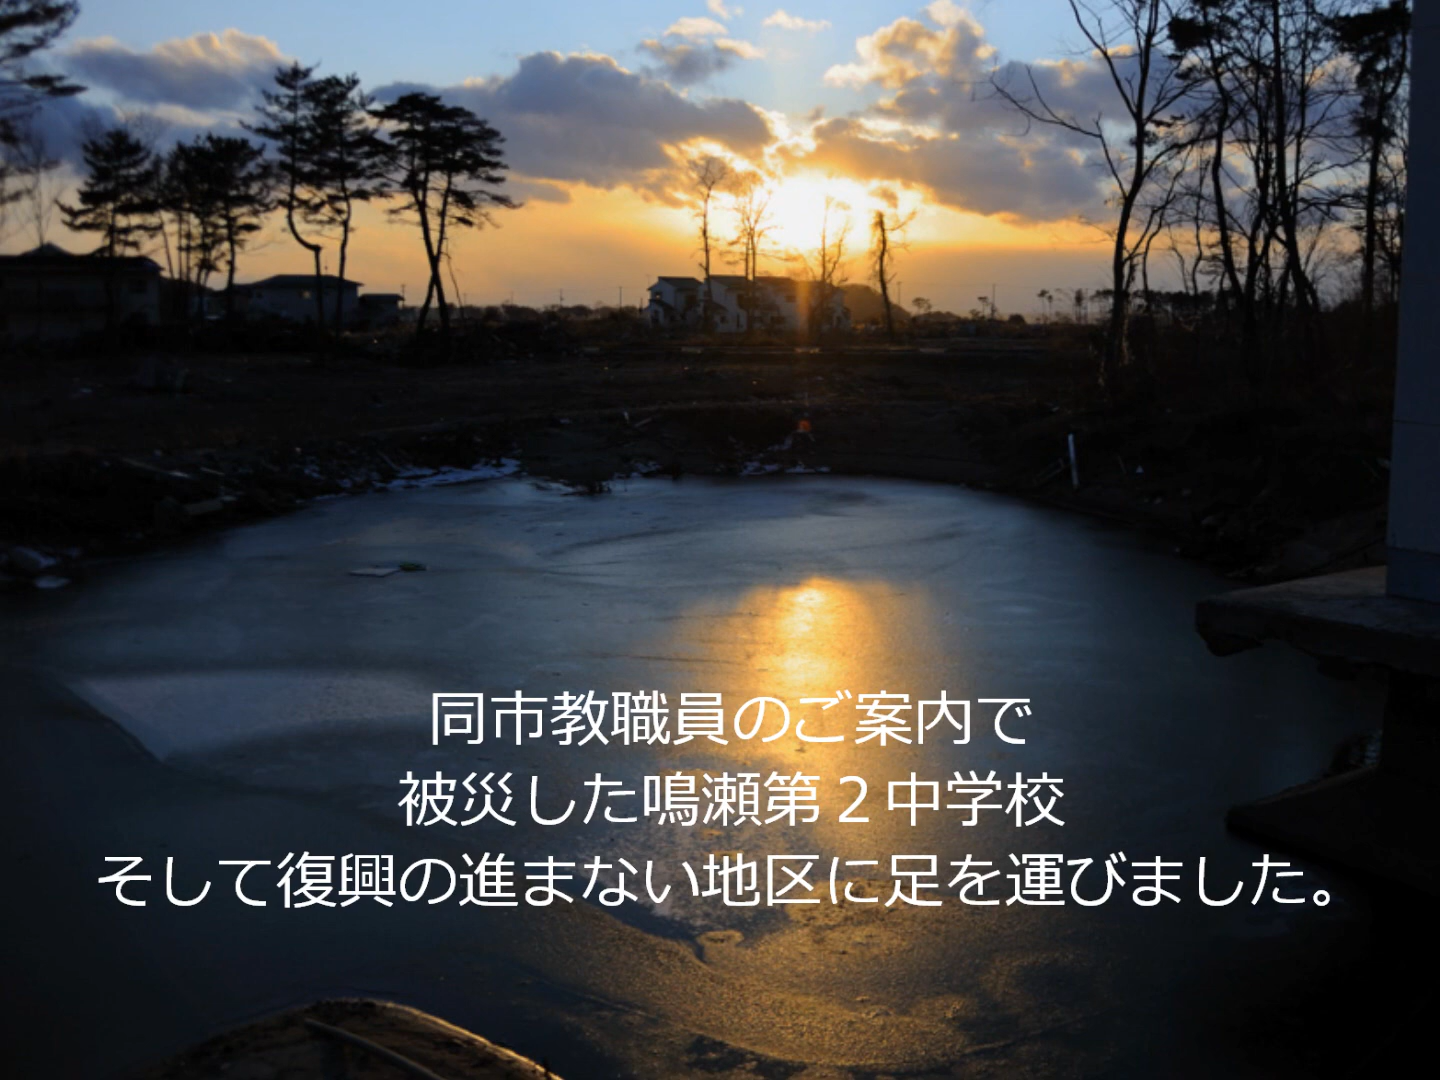 同市教職員のご案内で
被災した鳴瀬第２中学校
そして復興の進まない地区に足を運びました。